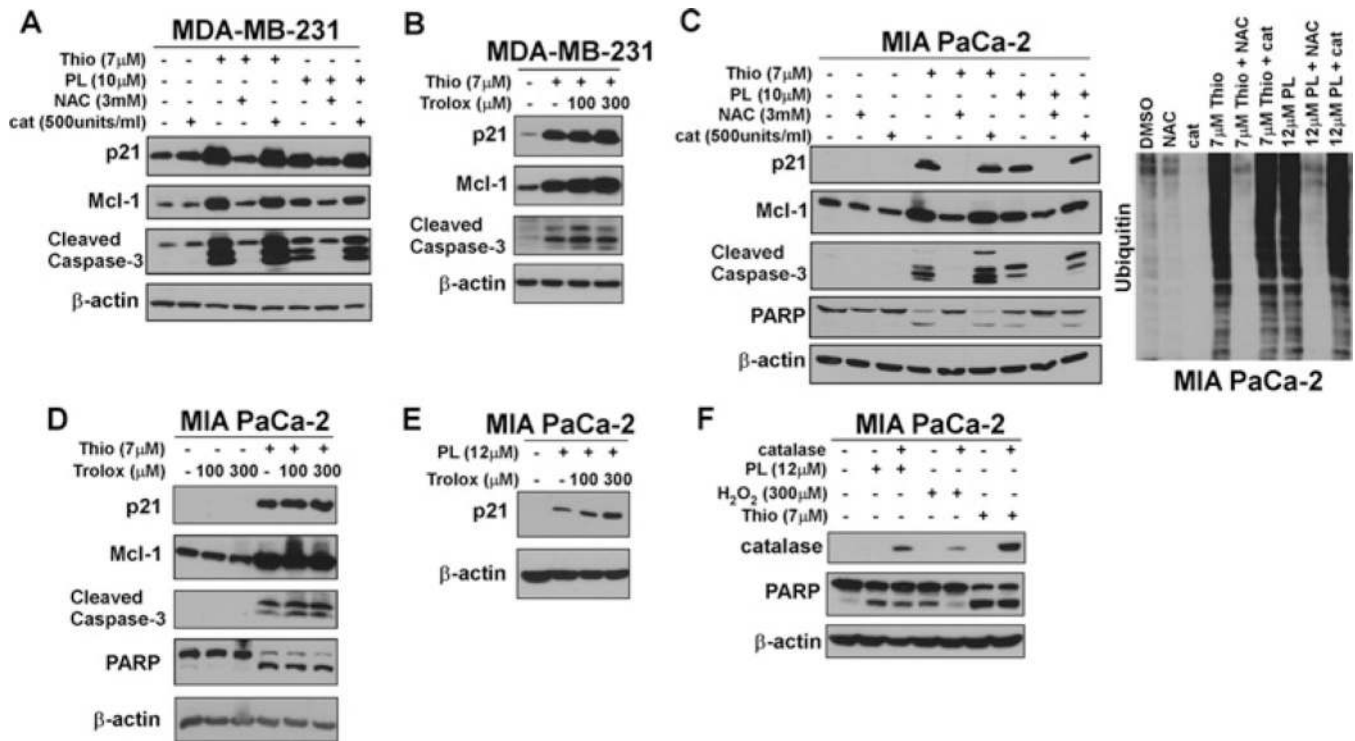 A
MDA-MB-231
Thio (7μM) - - + + + - - -
PL (10μM) - - - - - + + +
NAC (3mM) - - - + - - + -
cat (500units/ml) - + - - + - - +
p21
Mcl-1
Cleaved
Caspase-3
β-actin
B
MDA-MB-231
Thio (7μM) - + + +
Trolox (μM) - - 100 300
p21
Mcl-1
Cleaved
Caspase-3
β-actin
C
MIA PaCa-2
Thio (7μM) - - - + + + - - -
PL (10μM) - - - - - - + + +
NAC (3mM) - + - - + - - + -
cat (500units/ml) - - + - - + - - +
p21
Mcl-1
Cleaved
Caspase-3
PARP
β-actin
DMSO
NAC
cat
7μM Thio
7μM Thio + NAC
7μM Thio + cat
12μM PL
12μM PL + NAC
12μM PL + cat
Ubiquitin
MIA PaCa-2
D
MIA PaCa-2
Thio (7μM) - - - + + +
Trolox (μM) - 100 300 - 100 300
p21
Mcl-1
Cleaved
Caspase-3
PARP
β-actin
E
MIA PaCa-2
PL (12μM) - + + +
Trolox (μM) - - 100 300
p21
β-actin
F
MIA PaCa-2
catalase - - + - + - +
PL (12μM) - + + - - - -
H₂O₂ (300μM) - - - + + - -
Thio (7μM) - - - - - + +
catalase
PARP
β-actin